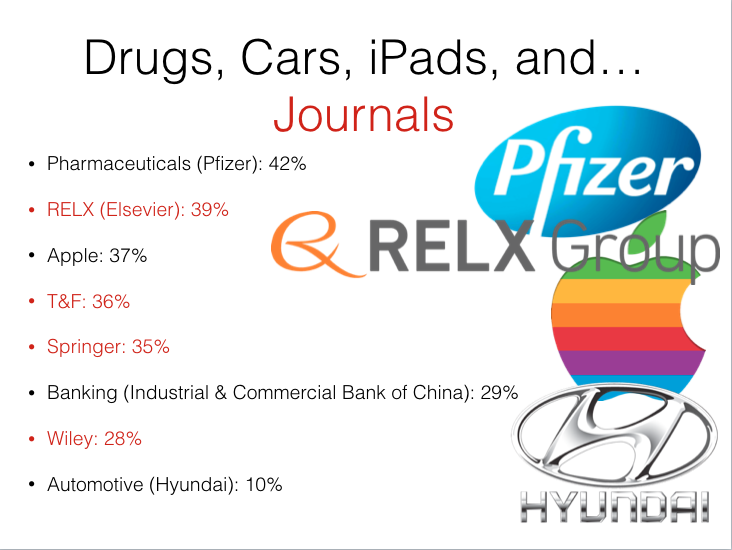 Drugs, Cars, iPads, and…
Journals
• Pharmaceuticals (Pfizer): 42%
• RELX (Elsevier): 39%
• Apple: 37%
• T&F: 36%
• Springer: 35%
• Banking (Industrial & Commercial Bank of China): 29%
• Wiley: 28%
• Automotive (Hyundai): 10%
Pfizer
RELX Group
HYUNDAI